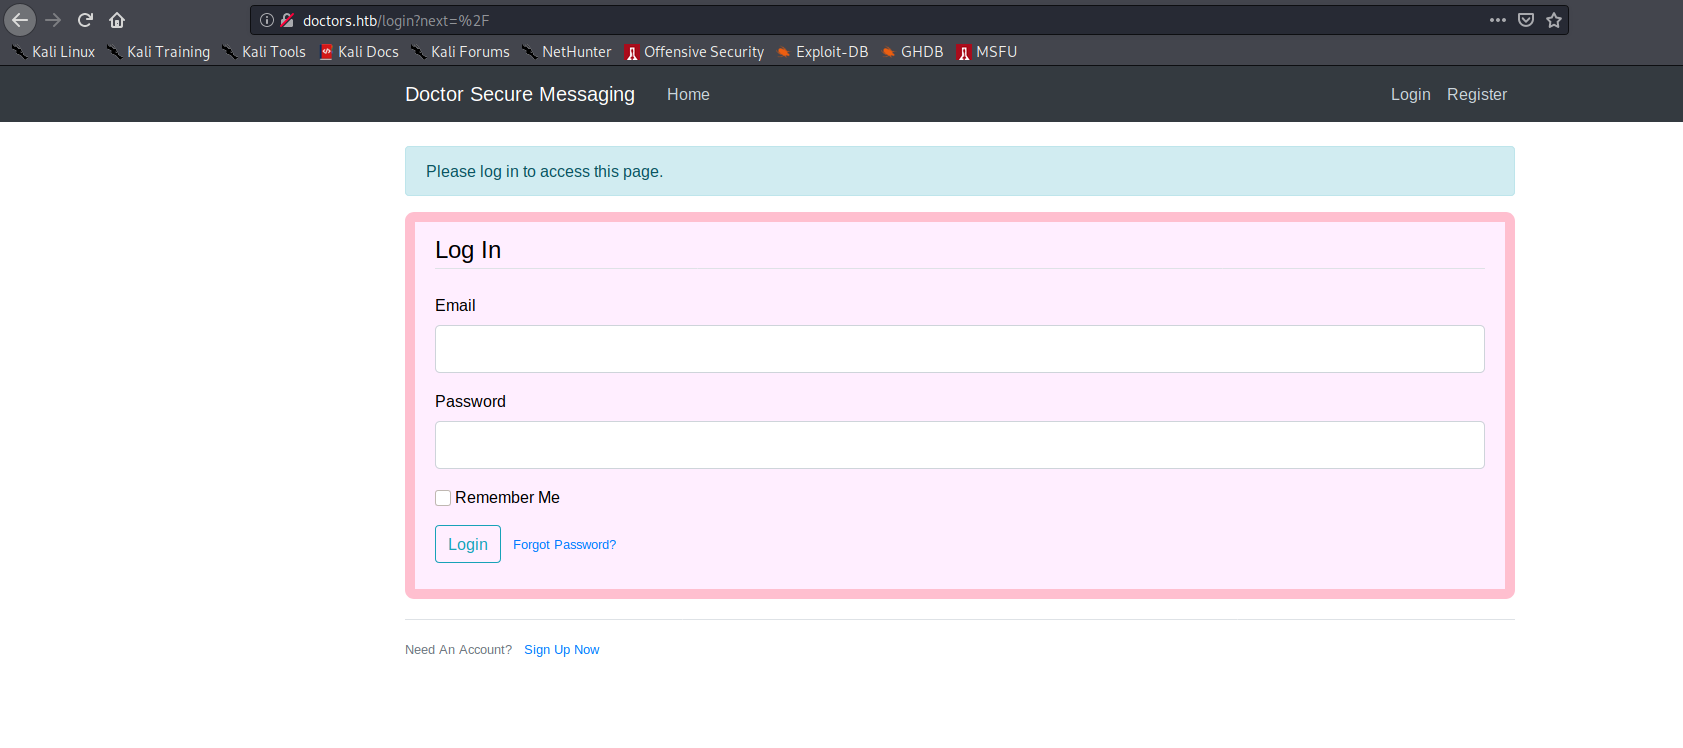 doctors.htb/login?next=%2F
Kali Linux Kali Training Kali Tools Kali Docs Kali Forums NetHunter Offensive Security Exploit-DB GHDB MSFU
Doctor Secure Messaging Home Login Register
Please log in to access this page.
Log In
Email
Password
Remember Me
Login Forgot Password?
Need An Account? Sign Up Now